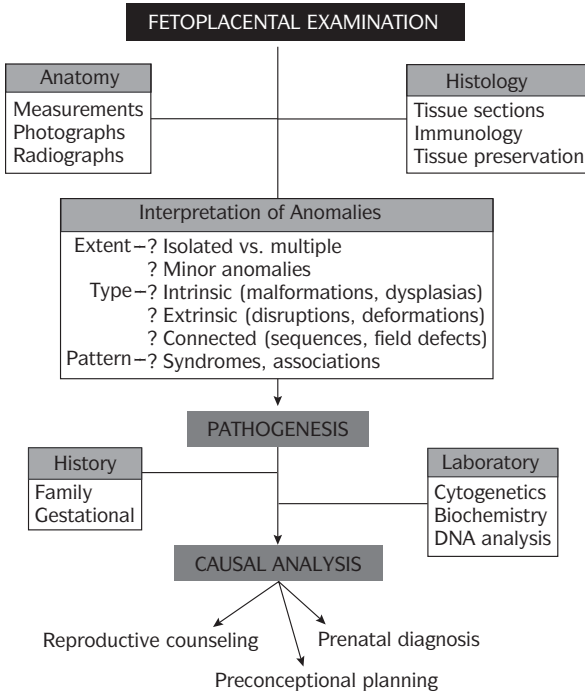 FETOPLACENTAL EXAMINATION
Anatomy
Measurements
Photographs
Radiographs
Histology
Tissue sections
Immunology
Tissue preservation
Interpretation of Anomalies
Extent–? Isolated vs. multiple
? Minor anomalies
Type–? Intrinsic (malformations, dysplasias)
? Extrinsic (disruptions, deformations)
? Connected (sequences, field defects)
Pattern–? Syndromes, associations
PATHOGENESIS
History
Family
Gestational
Laboratory
Cytogenetics
Biochemistry
DNA analysis
CAUSAL ANALYSIS
Reproductive counseling
Prenatal diagnosis
Preconceptional planning